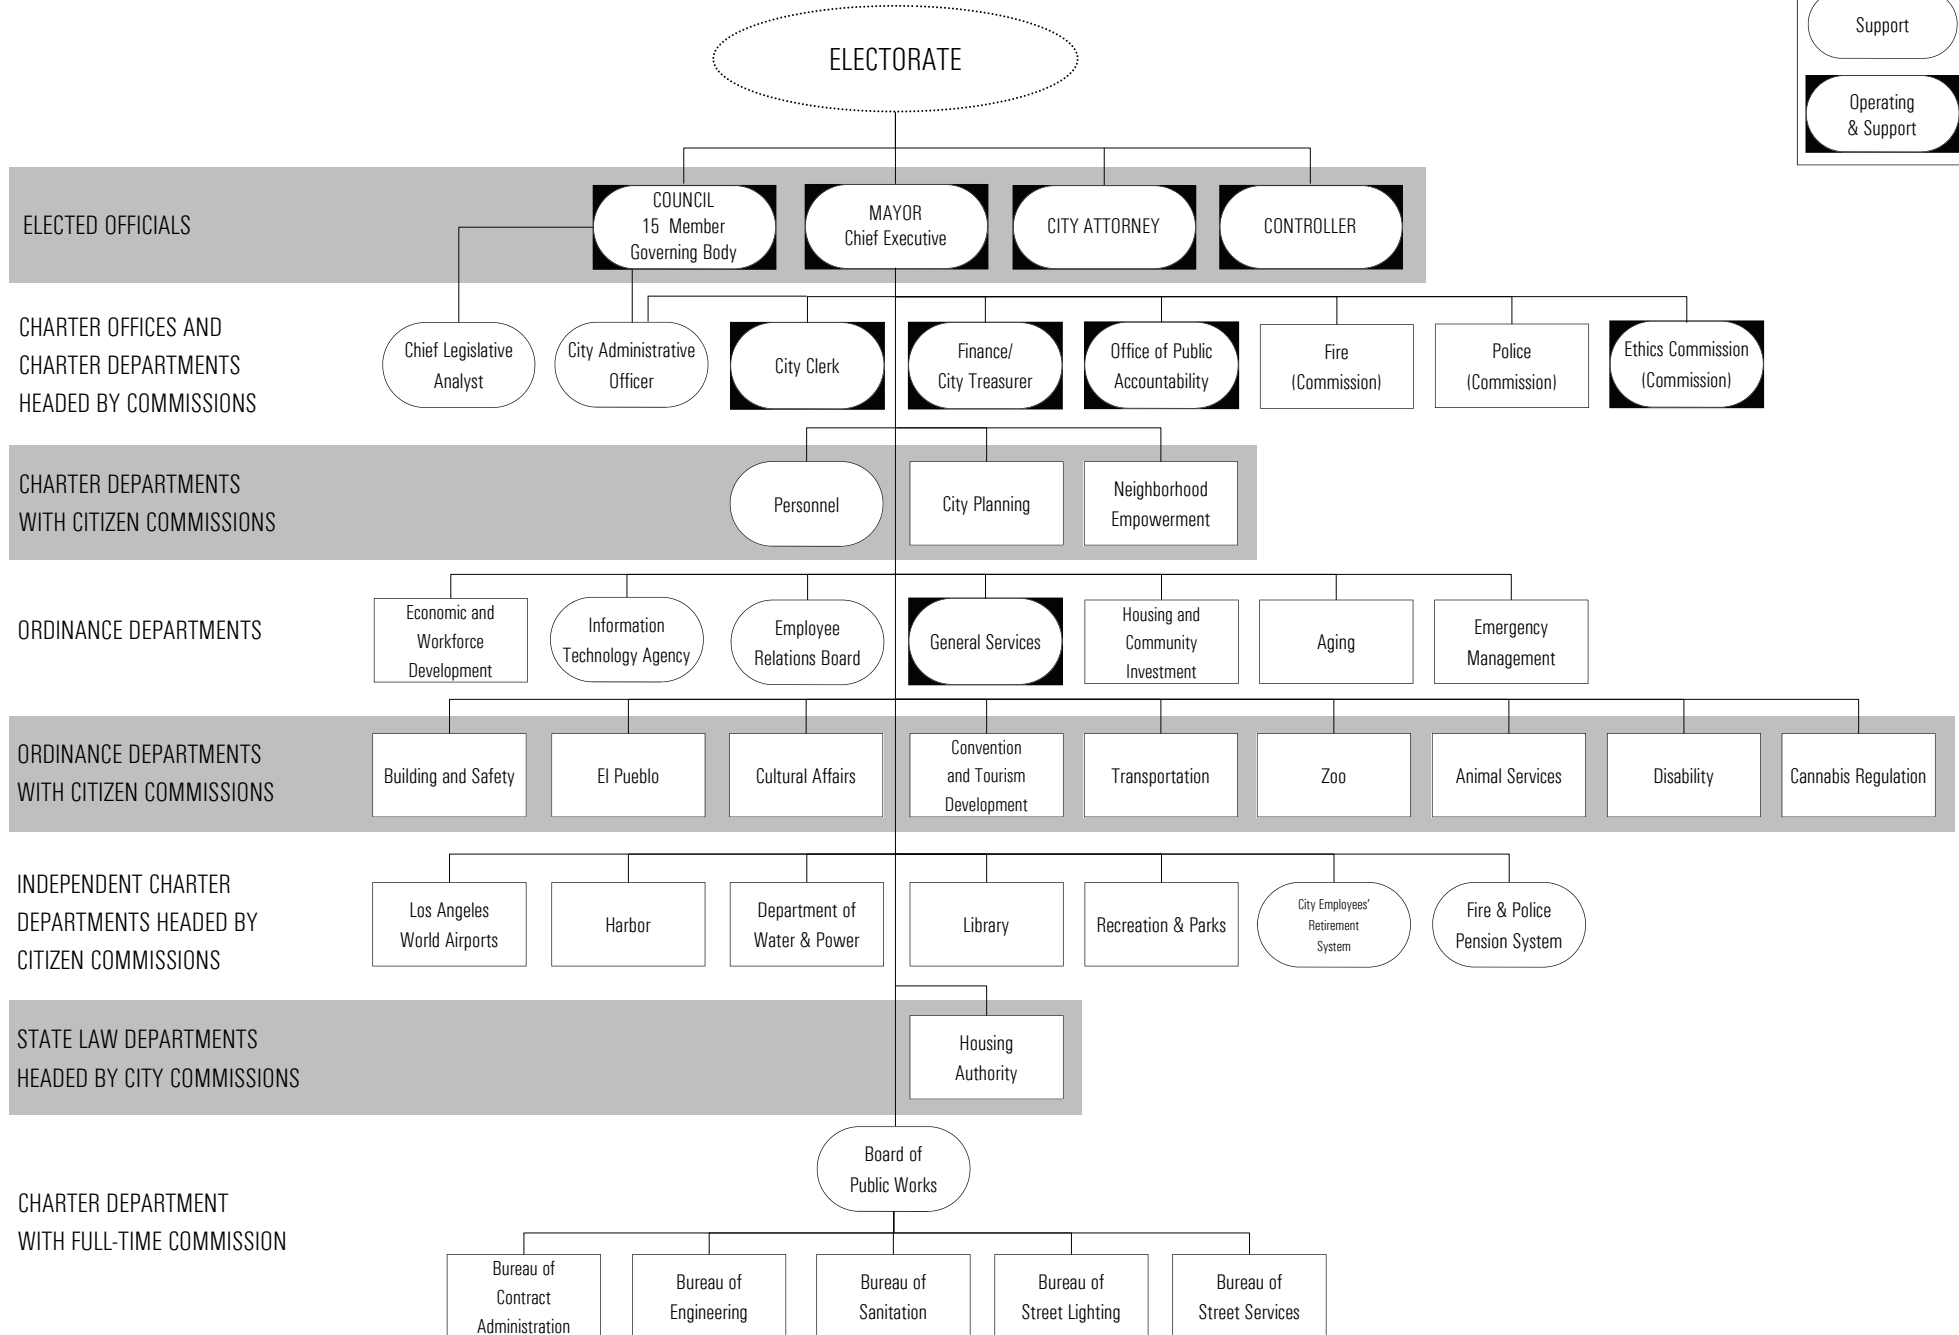 Support
Operating
& Support
ELECTORATE
ELECTED OFFICIALS
COUNCIL
15 Member
Governing Body
MAYOR
Chief Executive
CITY ATTORNEY
CONTROLLER
CHARTER OFFICES AND
CHARTER DEPARTMENTS
HEADED BY COMMISSIONS
Chief Legislative
Analyst
City Administrative
Officer
City Clerk
Finance/
City Treasurer
Office of Public
Accountability
Fire
(Commission)
Police
(Commission)
Ethics Commission
(Commission)
CHARTER DEPARTMENTS
WITH CITIZEN COMMISSIONS
Personnel
City Planning
Neighborhood
Empowerment
ORDINANCE DEPARTMENTS
Economic and
Workforce
Development
Information
Technology Agency
Employee
Relations Board
General Services
Housing and
Community
Investment
Aging
Emergency
Management
ORDINANCE DEPARTMENTS
WITH CITIZEN COMMISSIONS
Building and Safety
El Pueblo
Cultural Affairs
Convention
and Tourism
Development
Transportation
Zoo
Animal Services
Disability
Cannabis Regulation
INDEPENDENT CHARTER
DEPARTMENTS HEADED BY
CITIZEN COMMISSIONS
Los Angeles
World Airports
Harbor
Department of
Water & Power
Library
Recreation & Parks
City Employees'
Retirement
System
Fire & Police
Pension System
STATE LAW DEPARTMENTS
HEADED BY CITY COMMISSIONS
Housing
Authority
CHARTER DEPARTMENT
WITH FULL-TIME COMMISSION
Board of
Public Works
Bureau of
Contract
Administration
Bureau of
Engineering
Bureau of
Sanitation
Bureau of
Street Lighting
Bureau of
Street Services